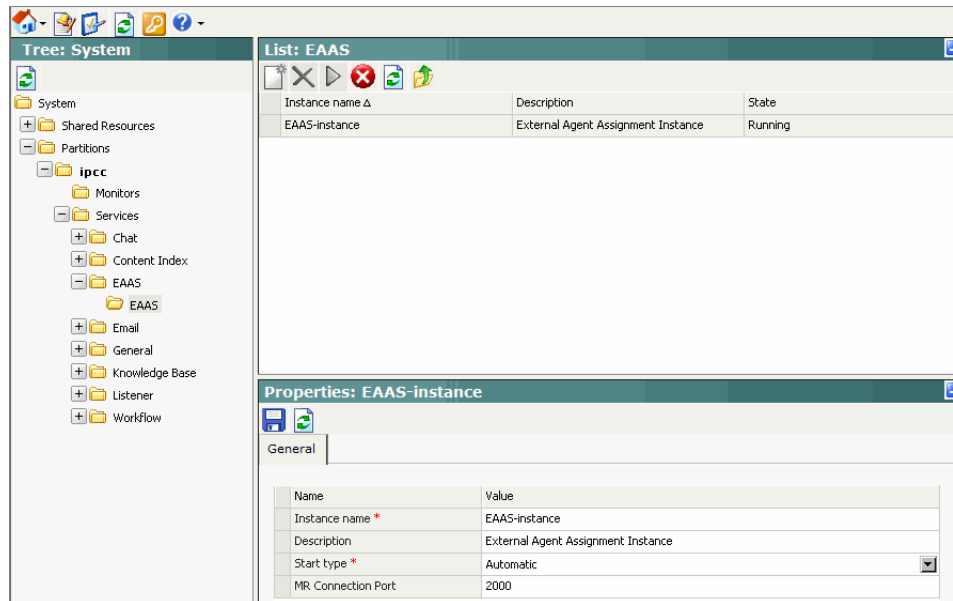 Tree: System
System
Shared Resources
Partitions
ipcc
Monitors
Services
Chat
Content Index
EAAS
EAAS
Email
General
Knowledge Base
Listener
Workflow
List: EAAS
Instance name Δ Description State
EAAS-instance External Agent Assignment Instance Running
Properties: EAAS-instance
General
Name Value
Instance name * EAAS-instance
Description External Agent Assignment Instance
Start type * Automatic
MR Connection Port 2000